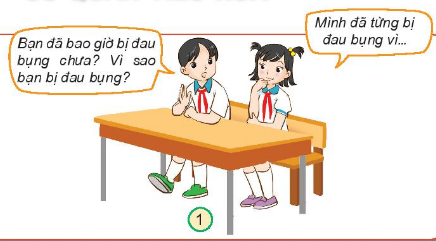 Bạn đã bao giờ bị đau
bụng chưa? Vì sao
bạn bị đau bụng?
Mình đã từng bị
đau bụng vì...
1